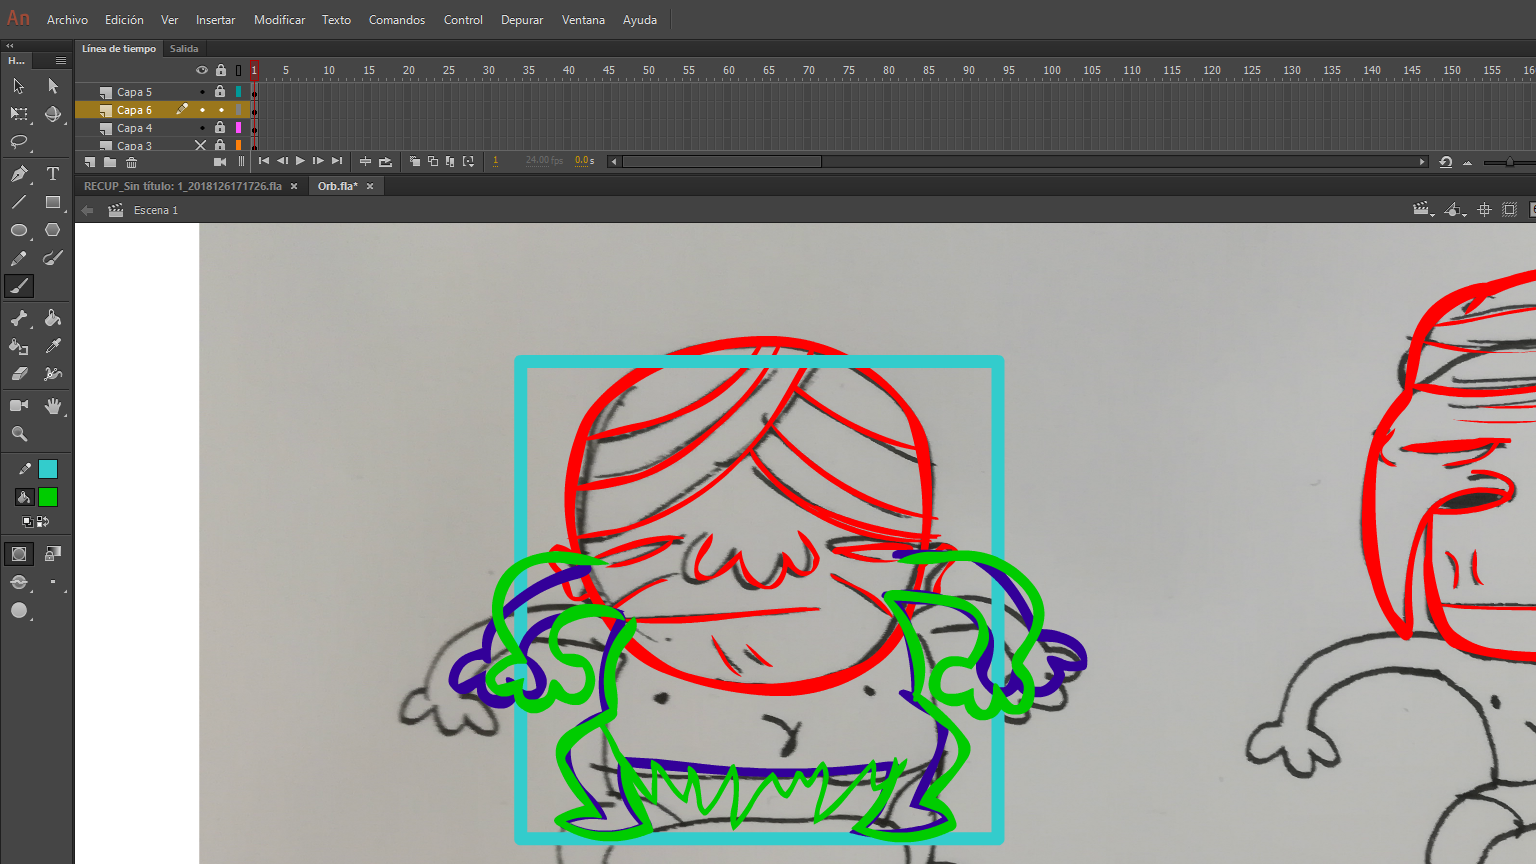 An Archivo Edición Ver Insertar Modificar Texto Comandos Control Depurar Ventana Ayuda
H... Línea de tiempo Salida
1 5 10 15 20 25 30 35 40 45 50 55 60 65 70 75 80 85 90 95 100 105 110 115 120 125 130 135 140 145 150 155 16
Capa 5
Capa 6
Capa 4
Capa 3
1 24.00 fps 0.0 s
T
RECUP_Sin título: 1_2018126171726.fla × Orb.fla* ×
Escena 1